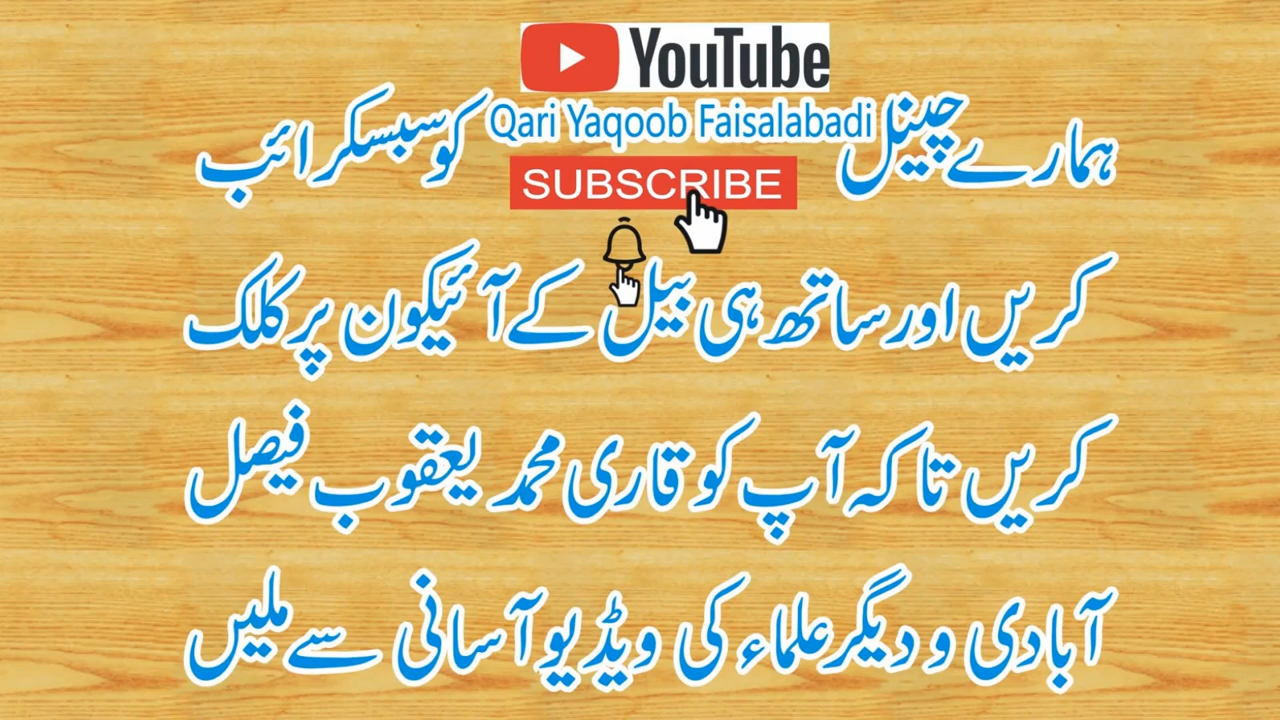 YouTube
ہمارے چینل Qari Yaqoob Faisalabadi کو سبسکرائب
SUBSCRIBE
کریں اور ساتھ ہی بیل کے آئیکون پر کلک
کریں تاکہ آپ کو قاری محمد یعقوب فیصل
آبادی و دیگر علماء کی ویڈیو آسانی سے ملیں